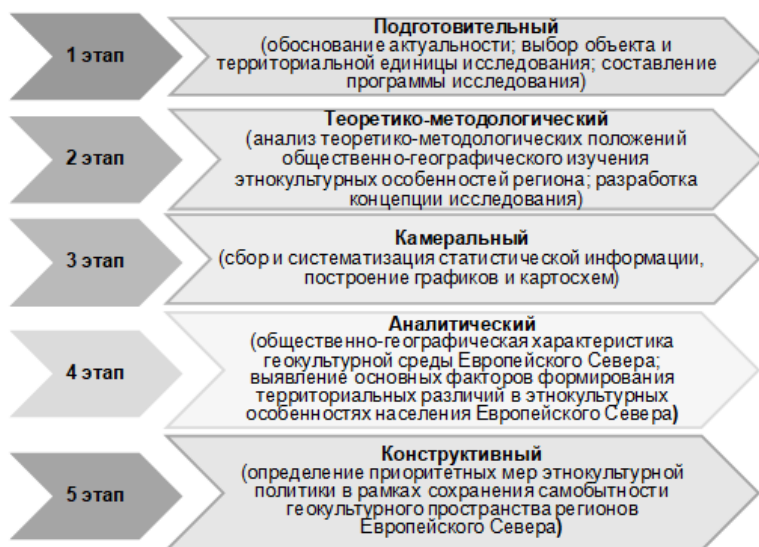 1 этап
Подготовительный
(обоснование актуальности; выбор объекта и
территориальной единицы исследования; составление
программы исследования)
2 этап
Теоретико-методологический
(анализ теоретико-методологических положений
общественно-географического изучения
этнокультурных особенностей региона; разработка
концепции исследования)
3 этап
Камеральный
(сбор и систематизация статистической информации,
построение графиков и картосхем)
4 этап
Аналитический
(общественно-географическая характеристика
геокультурной среды Европейского Севера;
выявление основных факторов формирования
территориальных различий в этнокультурных
особенностях населения Европейского Севера)
5 этап
Конструктивный
(определение приоритетных мер этнокультурной
политики в рамках сохранения самобытности
геокультурного пространства регионов
Европейского Севера)